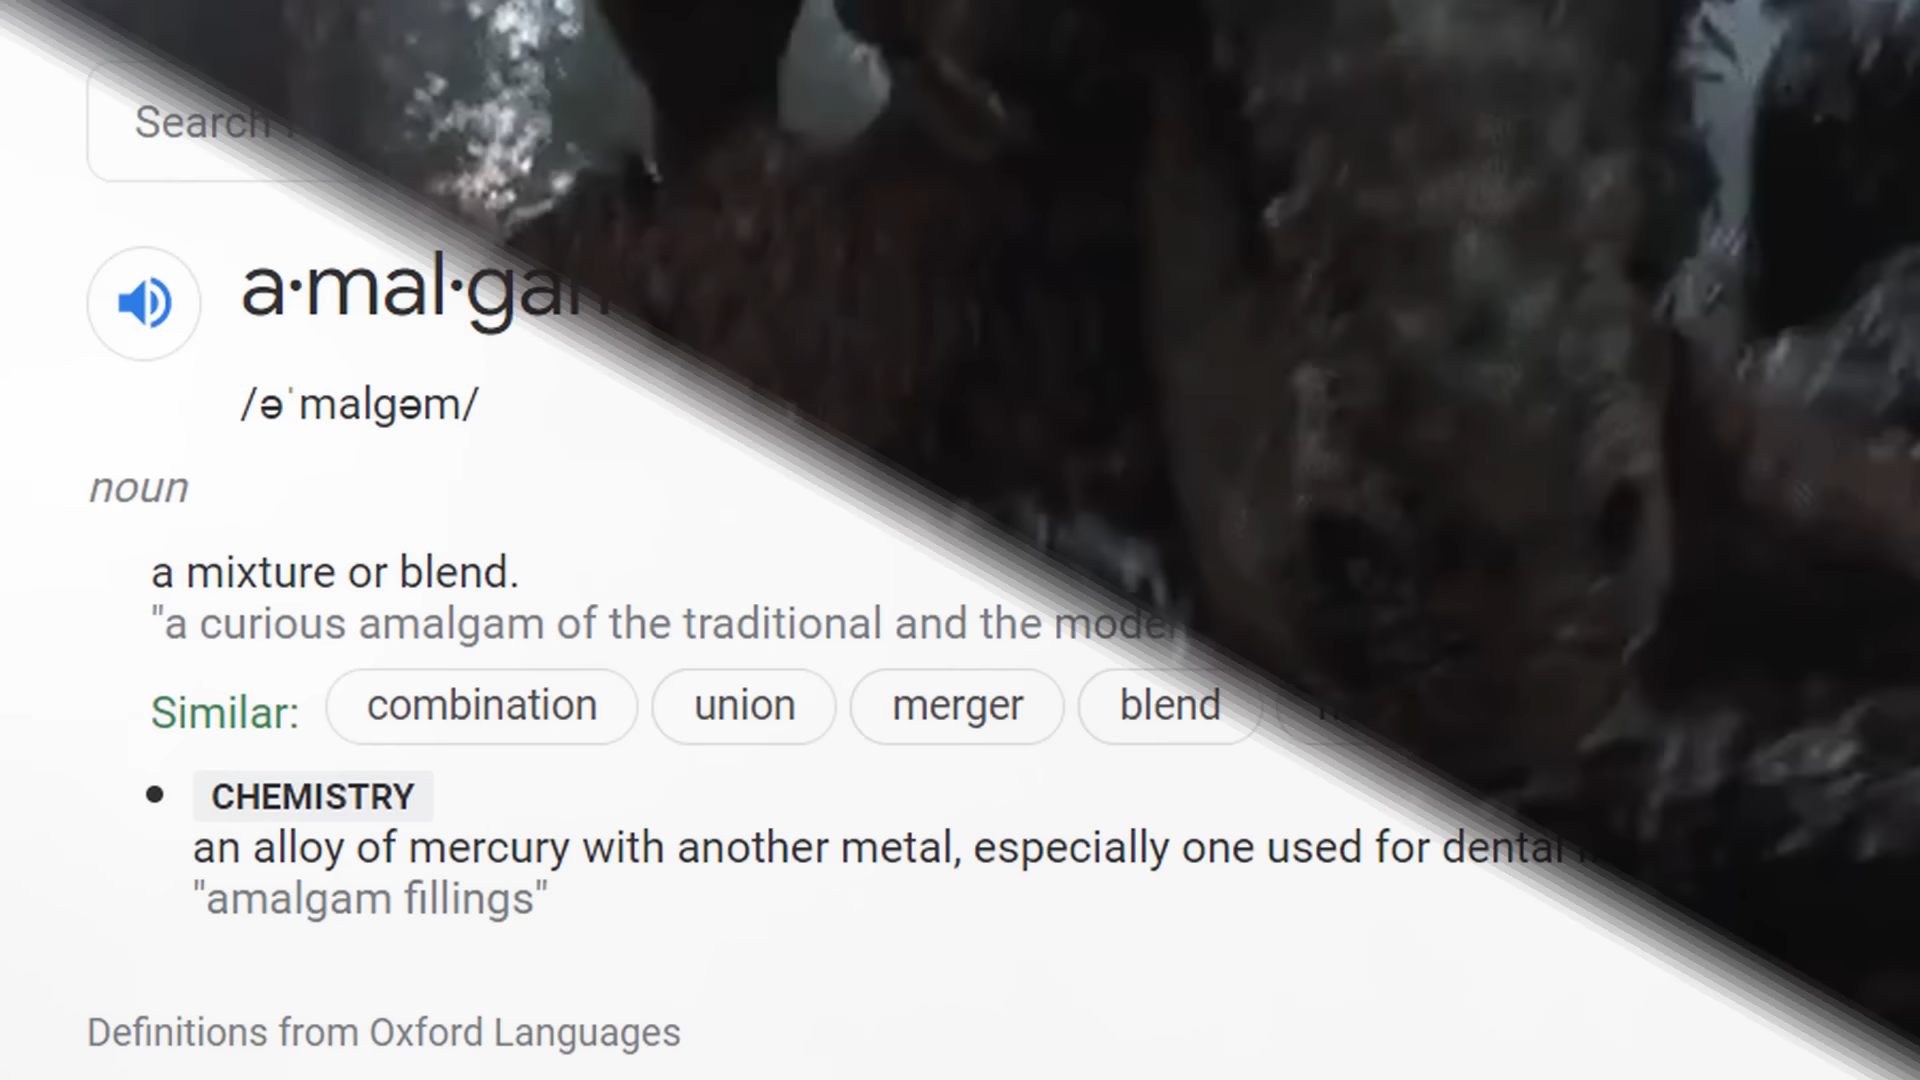 Search
a·mal·gam
/əˈmalgəm/
noun
a mixture or blend.
"a curious amalgam of the traditional and the moder
Similar: combination union merger blend
CHEMISTRY
an alloy of mercury with another metal, especially one used for dental
"amalgam fillings"
Definitions from Oxford Languages